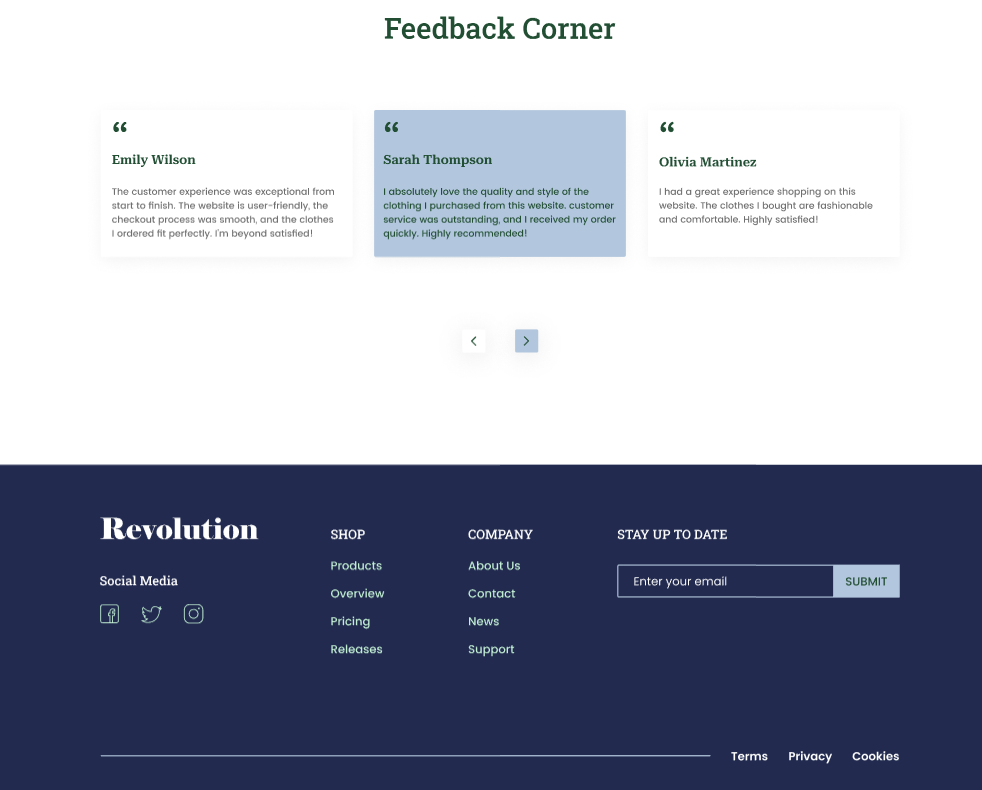 Feedback Corner
“
Emily Wilson
The customer experience was exceptional from
start to finish. The website is user-friendly, the
checkout process was smooth, and the clothes
I ordered fit perfectly. I'm beyond satisfied!
“
Sarah Thompson
I absolutely love the quality and style of the
clothing I purchased from this website. customer
service was outstanding, and I received my order
quickly. Highly recommended!
“
Olivia Martinez
I had a great experience shopping on this
website. The clothes I bought are fashionable
and comfortable. Highly satisfied!
Revolution
Social Media
SHOP
Products
Overview
Pricing
Releases
COMPANY
About Us
Contact
News
Support
STAY UP TO DATE
Enter your email
SUBMIT
Terms
Privacy
Cookies